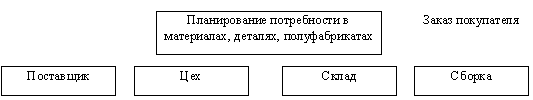 Планирование потребности в
материалах, деталях, полуфабрикатах
Заказ покупателя
Поставщик
Цех
Склад
Сборка